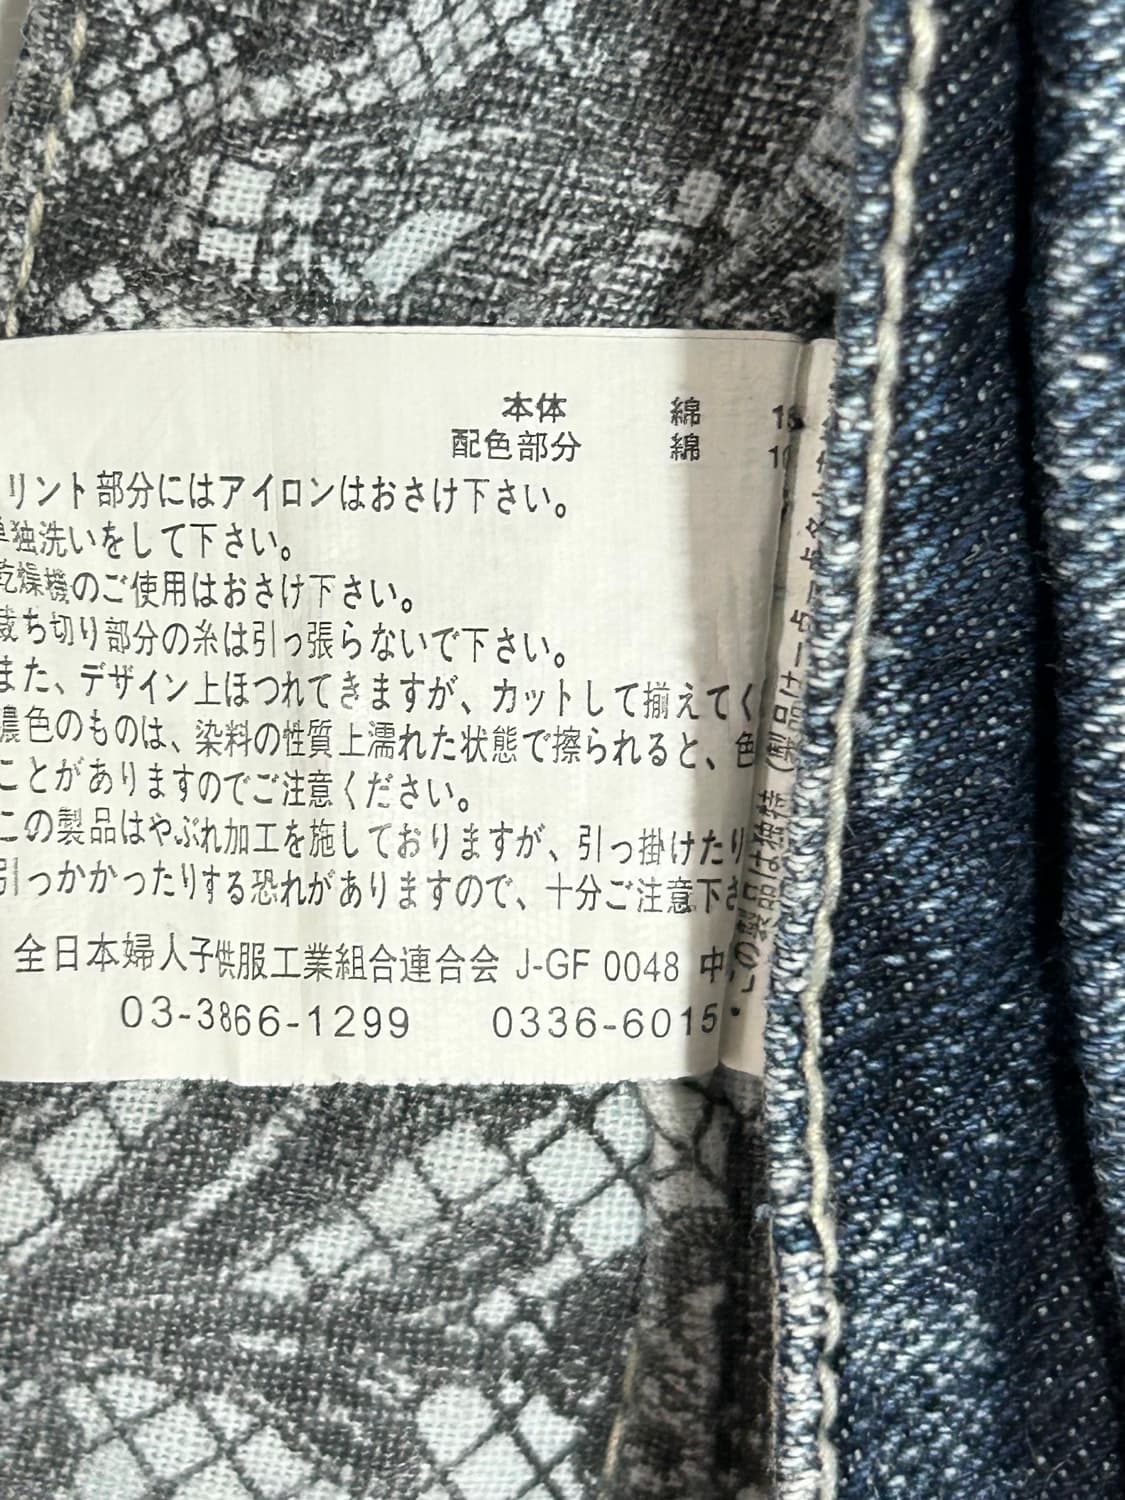 本体 綿
配色部分 綿
リント部分にはアイロンはおさけ下さい。
独洗いをして下さい。
乾燥機のご使用はおさけ下さい。
裁ち切り部分の糸は引っ張らないで下さい。
また、デザイン上ほつれてきますが、カットして揃えてく
濃色のものは、染料の性質上濡れた状態で擦られると、色
ことがありますのでご注意ください。
この製品はやぶれ加工を施しておりますが、引っ掛けたり
引っかかったりする恐れがありますので、十分ご注意下さ
全日本婦人子供服工業組合連合会 J-GF 0048 中
03-3866-1299 0336-6015
この製品は独特